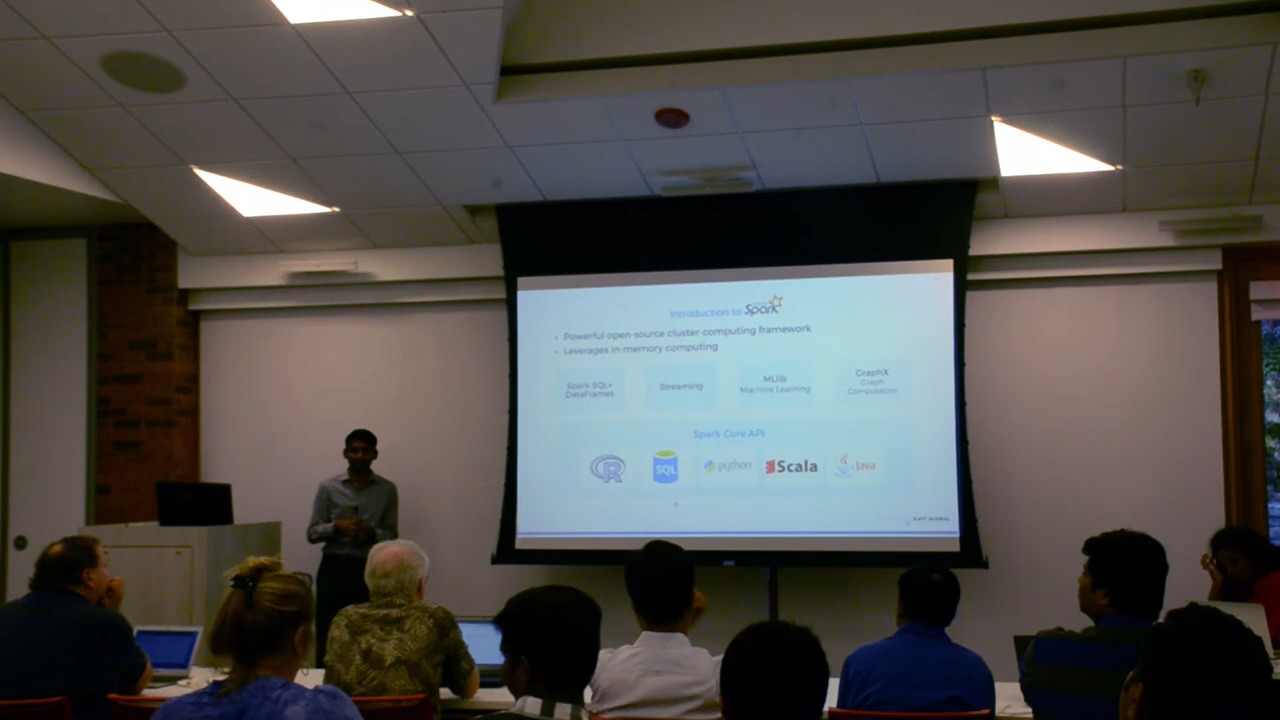 Introduction to Spark
• Powerful open-source cluster-computing framework
• Leverages in-memory computing
Spark SQL+
DataFrames
Streaming
MLlib
Machine Learning
GraphX
Graph
Computation
Spark Core API
R
SQL
python
Scala
Java
GLOBAL